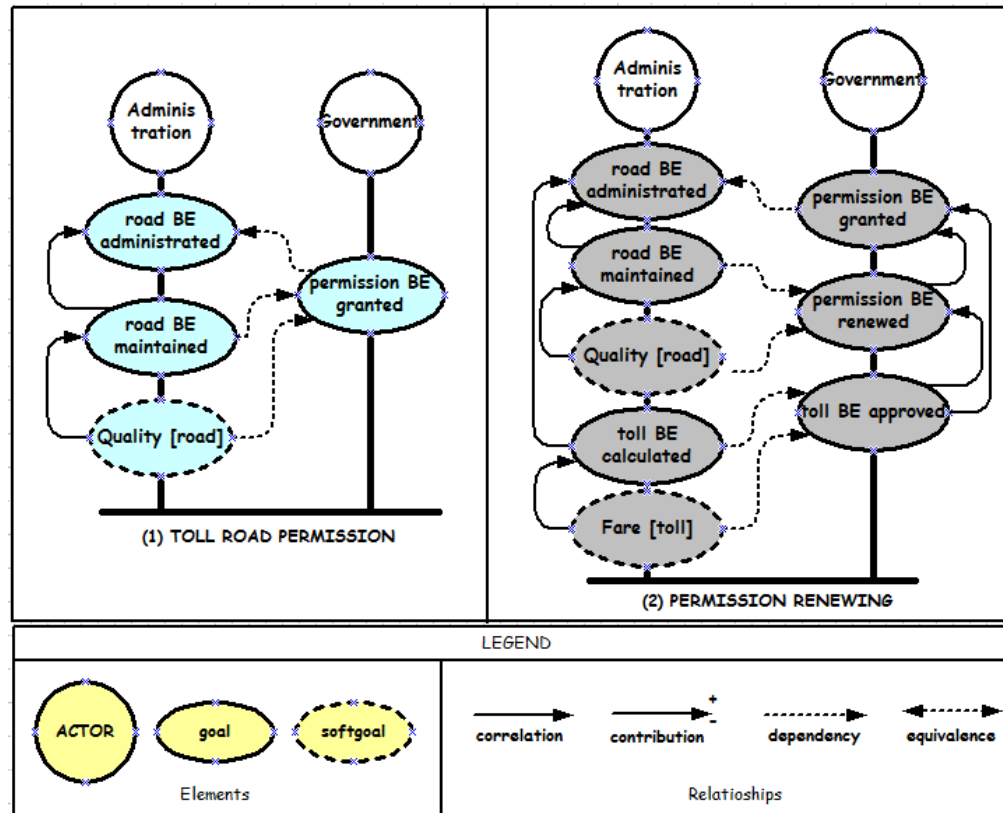 Adminis
tration
Government
road BE
administrated
permission BE
granted
road BE
maintained
Quality [road]
(1) TOLL ROAD PERMISSION
Adminis
tration
Government
road BE
administrated
permission BE
granted
road BE
maintained
permission BE
renewed
Quality [road]
toll BE approved
toll BE
calculated
Fare [toll]
(2) PERMISSION RENEWING
LEGEND
ACTOR
goal
softgoal
Elements
correlation
+
-
contribution
dependency
equivalence
Relatioships